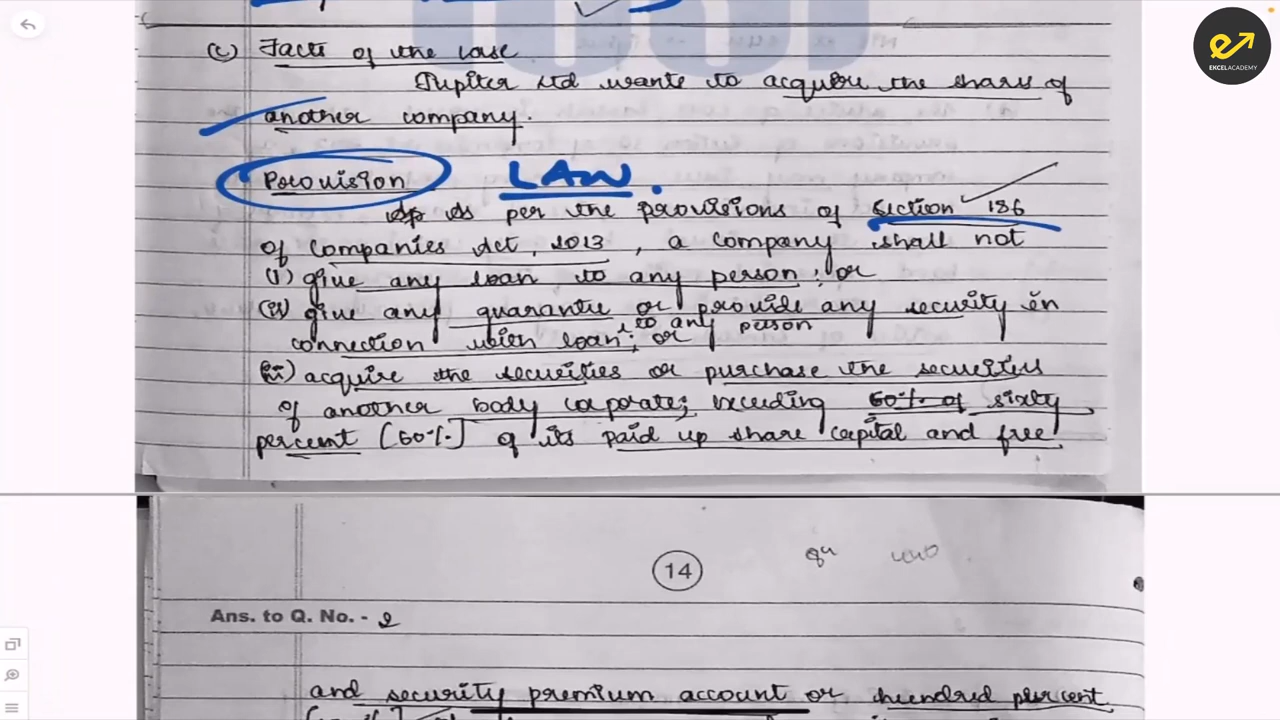 EXCELACADEMY
(c) Facts of the case
Jupiter Ltd wants to acquire the shares of
another company.
Provision LAW.
As per the provisions of Section 186
of Companies Act, 2013, a company shall not
(i) give any loan to any person; or
(ii) give any guarantee or provide any security in
connection with loan; or
to any person
(iii) acquire the securities or purchase the securities
of another body corporate; exceeding 60% of sixty
percent [60%] of its paid up share capital and free
14
Ans. to Q. No. - 2
and security premium account or hundred percent